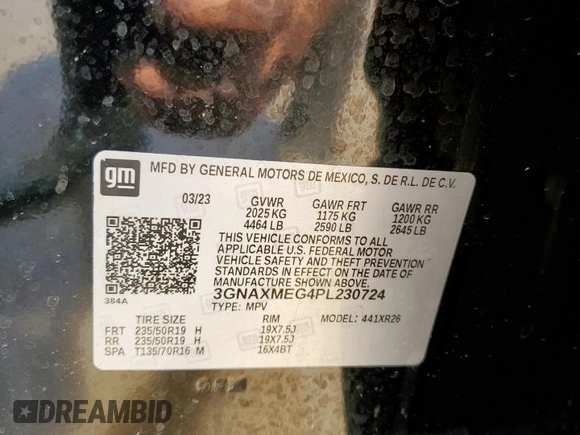 gm
MFD BY GENERAL MOTORS DE MEXICO, S. DE R.L. DE C.V.
03/23 GVWR GAWR FRT GAWR RR
2025 KG 1175 KG 1200 KG
4464 LB 2590 LB 2645 LB
THIS VEHICLE CONFORMS TO ALL
APPLICABLE U.S. FEDERAL MOTOR
VEHICLE SAFETY AND THEFT PREVENTION
STANDARDS IN EFFECT ON THE DATE OF
MANUFACTURE SHOWN ABOVE.
384A
3GNAXMEG4PL230724
TYPE: MPV MODEL: 441XR26
TIRE SIZE RIM
FRT 235/50R19 H 19X7.5J
RR 235/50R19 H 19X7.5J
SPA T135/70R16 M 16X4BT
DREAMBID